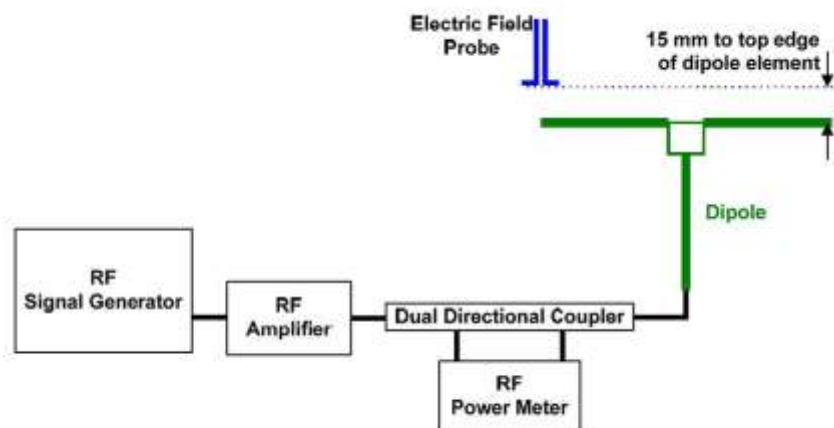 Electric Field
Probe
15 mm to top edge
of dipole element
Dipole
RF
Signal Generator
RF
Amplifier
Dual Directional Coupler
RF
Power Meter